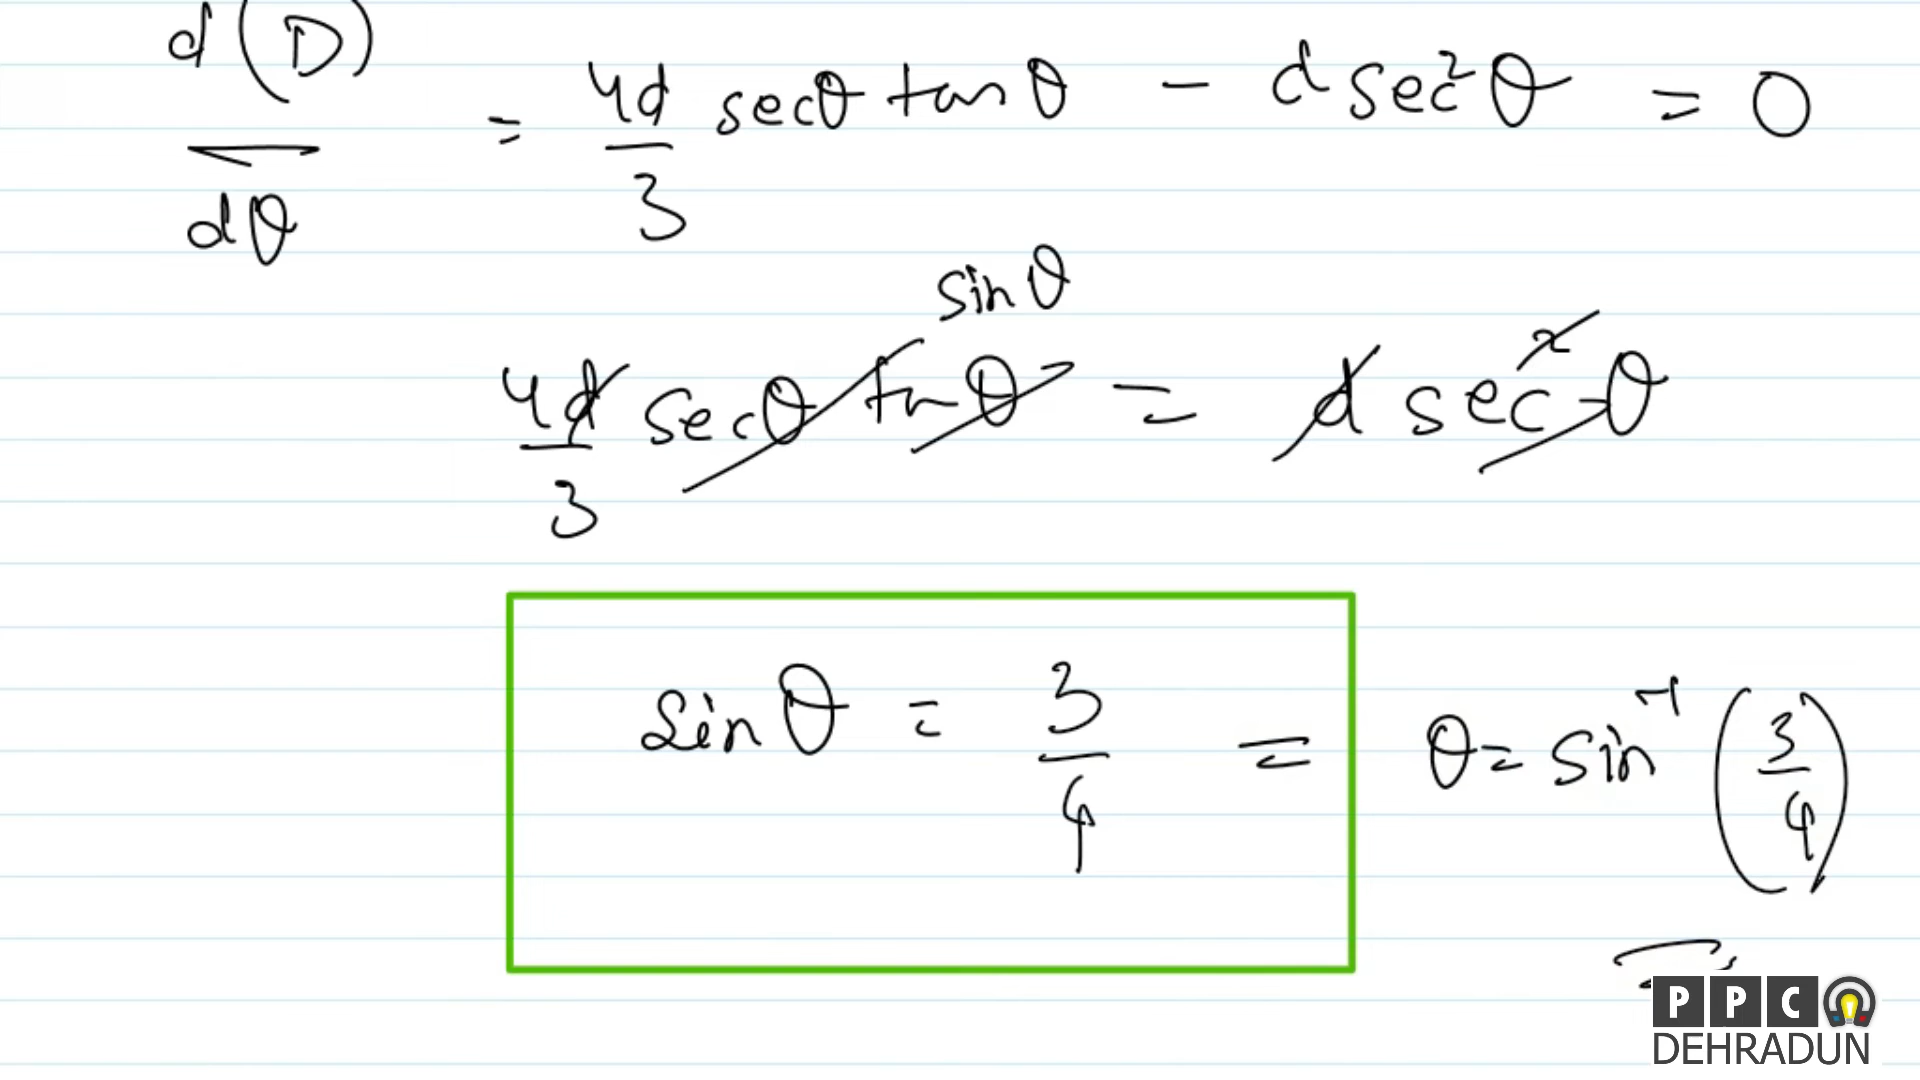 d(D)/dθ = 4d/3 secθ tanθ - d sec²θ = 0
sinθ
4d/3 secθ tanθ = d sec²θ
sinθ = 3/4 = θ = sin⁻¹(3/4)
PPC
DEHRADUN